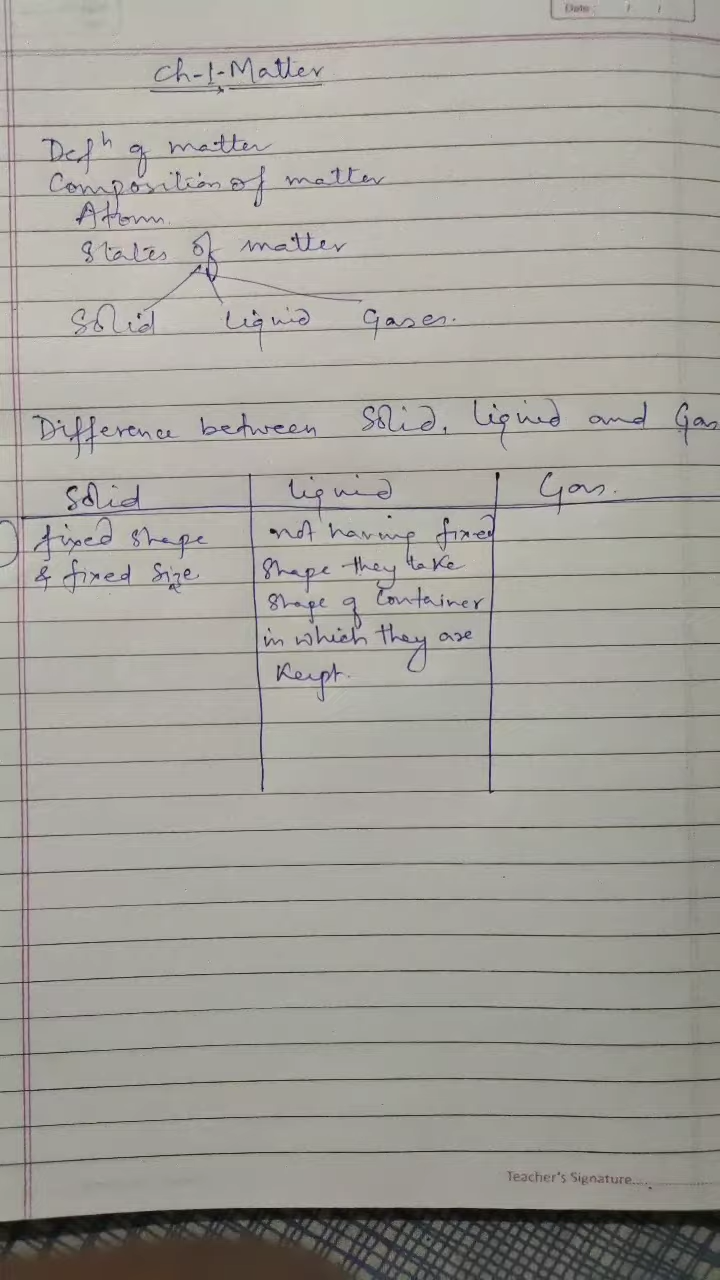 Date / /
Ch-1-Matter
Defn of matter
Composition of matter
Atom.
States of matter
Solid liquid Gases.
Difference between Solid, liquid and Gas
Solid liquid Gas.
fixed shape
& fixed size
not having fixed
shape they take
shape of container
in which they are
Keept.
Teacher's Signature